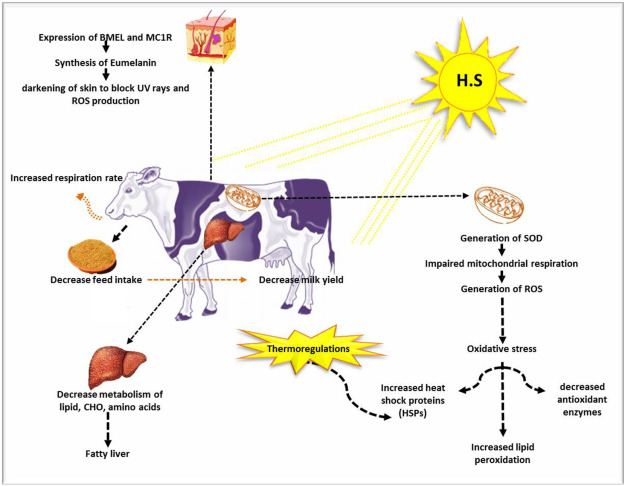 Expression of BMEL and MC1R
Synthesis of Eumelanin
darkening of skin to block UV rays and
ROS production
H.S
Increased respiration rate
Decrease feed intake
Decrease milk yield
Generation of SOD
Impaired mitochondrial respiration
Generation of ROS
Oxidative stress
Thermoregulations
Increased heat
shock proteins
(HSPs)
decreased
antioxidant
enzymes
Increased lipid
peroxidation
Decrease metabolism of
lipid, CHO, amino acids
Fatty liver